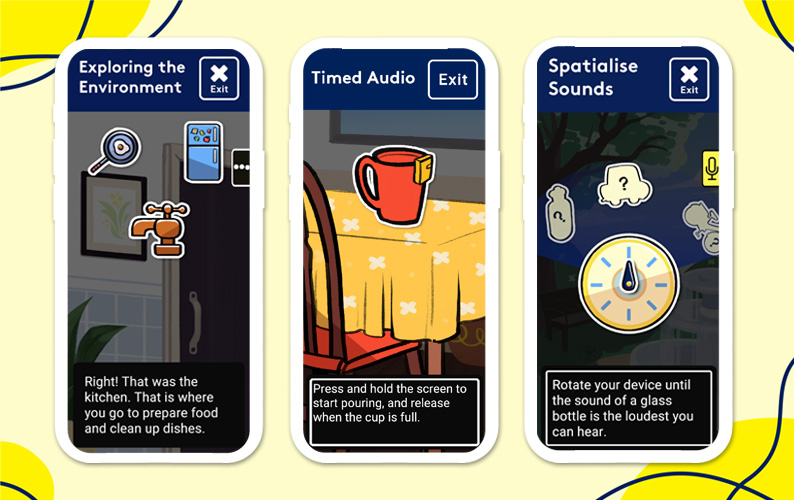 Exploring the
Environment
Exit
Right! That was the
kitchen. That is where
you go to prepare food
and clean up dishes.
Timed Audio
Exit
Press and hold the screen to
start pouring, and release
when the cup is full.
Spatialise
Sounds
Exit
?
?
?
Rotate your device until
the sound of a glass
bottle is the loudest you
can hear.